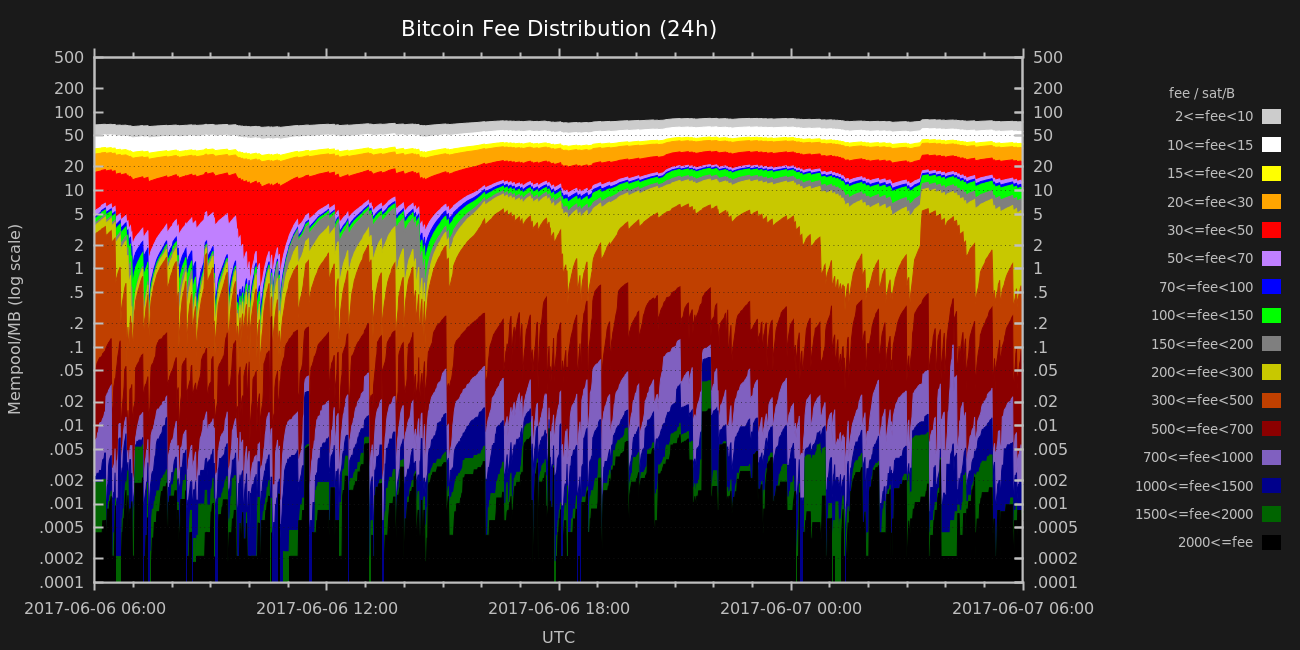 Bitcoin Fee Distribution (24h)
500 500
200 200
100 100
50 50
20 20
10 10
5 5
2 2
1 1
.5 .5
.2 .2
.1 .1
.05 .05
.02 .02
.01 .01
.005 .005
.002 .002
.001 .001
.0005 .0005
.0002 .0002
.0001 .0001
Mempool/MB (log scale)
2017-06-06 06:00 2017-06-06 12:00 2017-06-06 18:00 2017-06-07 00:00 2017-06-07 06:00
UTC
fee / sat/B
2<=fee<10
10<=fee<15
15<=fee<20
20<=fee<30
30<=fee<50
50<=fee<70
70<=fee<100
100<=fee<150
150<=fee<200
200<=fee<300
300<=fee<500
500<=fee<700
700<=fee<1000
1000<=fee<1500
1500<=fee<2000
2000<=fee